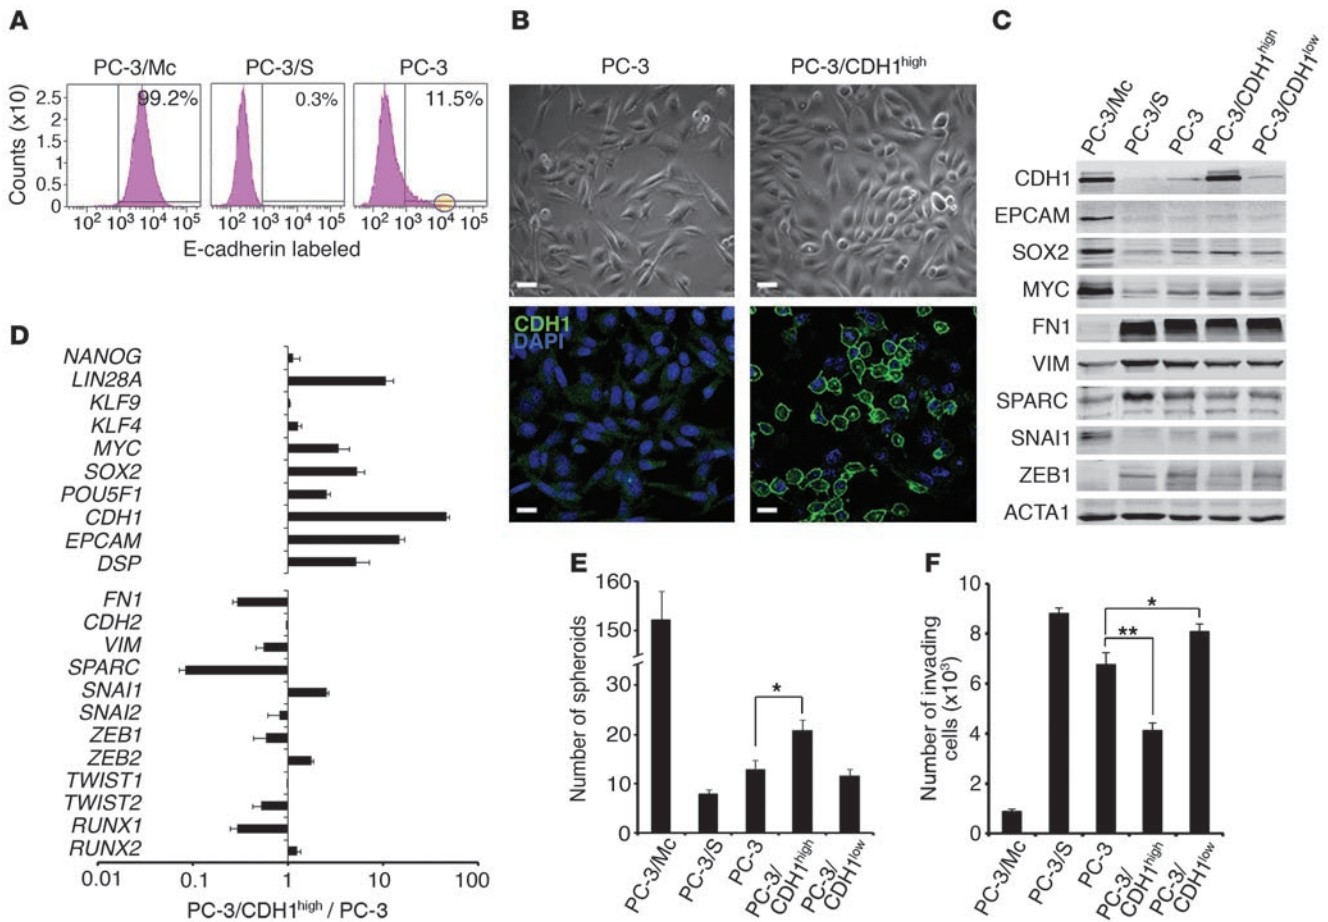 A
PC-3/Mc PC-3/S PC-3
99.2% 0.3% 11.5%
Counts (x10)
2.5
2
1.5
1
0.5
0
10² 10³ 10⁴ 10⁵ 10² 10³ 10⁴ 10⁵ 10² 10³ 10⁴ 10⁵
E-cadherin labeled
B
PC-3 PC-3/CDH1high
CDH1
DAPI
C
PC-3/Mc PC-3/S PC-3 PC-3/CDH1high PC-3/CDH1low
CDH1
EPCAM
SOX2
MYC
FN1
VIM
SPARC
SNAI1
ZEB1
ACTA1
D
NANOG
LIN28A
KLF9
KLF4
MYC
SOX2
POU5F1
CDH1
EPCAM
DSP
FN1
CDH2
VIM
SPARC
SNAI1
SNAI2
ZEB1
ZEB2
TWIST1
TWIST2
RUNX1
RUNX2
0.01 0.1 1 10 100
PC-3/CDH1high / PC-3
E
Number of spheroids
160
150
30
20
10
0
*
PC-3/Mc PC-3/S PC-3 PC-3/CDH1high PC-3/CDH1low
F
Number of invading
cells (x10³)
10
8
6
4
2
0
*
**
PC-3/Mc PC-3/S PC-3 PC-3/CDH1high PC-3/CDH1low